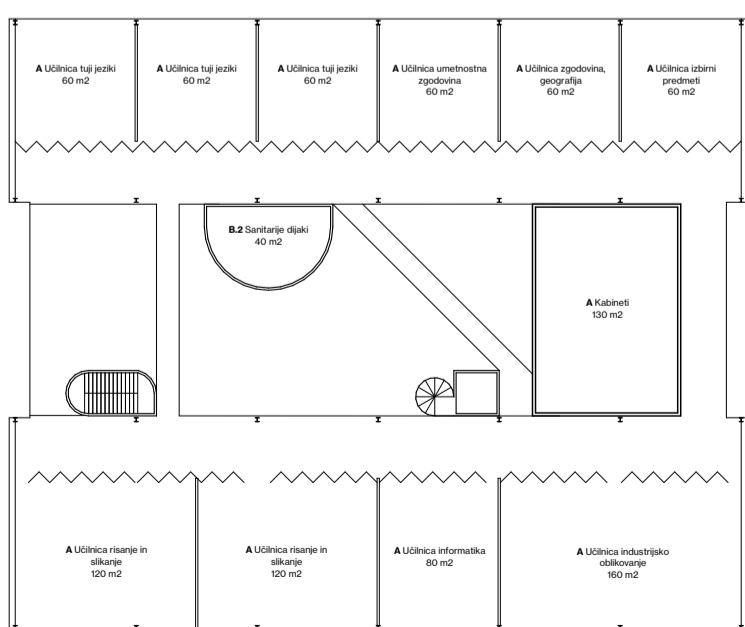 A Učilnica tuji jeziki
60 m2
A Učilnica tuji jeziki
60 m2
A Učilnica tuji jeziki
60 m2
A Učilnica umetnostna
zgodovina
60 m2
A Učilnica zgodovina,
geografija
60 m2
A Učilnica izbirni
predmeti
60 m2
B.2 Sanitarije dijaki
40 m2
A Kabineti
130 m2
A Učilnica risanje in
slikanje
120 m2
A Učilnica risanje in
slikanje
120 m2
A Učilnica informatika
80 m2
A Učilnica industrijsko
oblikovanje
160 m2